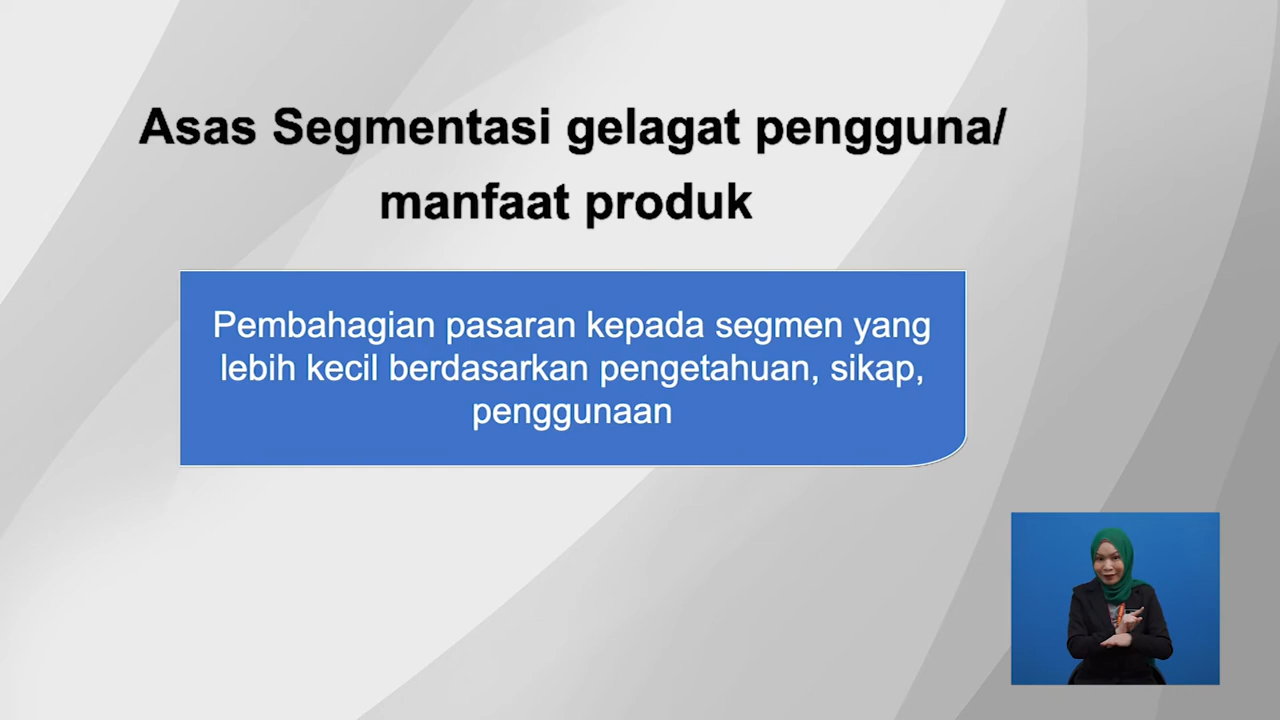 Asas Segmentasi gelagat pengguna/
manfaat produk
Pembahagian pasaran kepada segmen yang
lebih kecil berdasarkan pengetahuan, sikap,
penggunaan